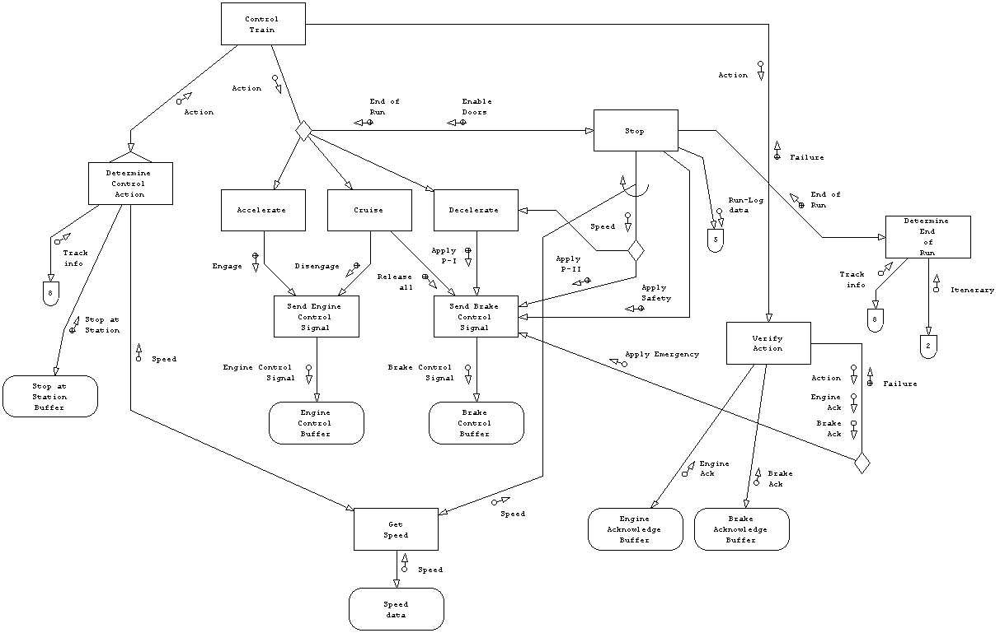 Control
Train
Action
Action
Action
End of
Run
Enable
Doors
Stop
Failure
Determine
Control
Action
Accelerate
Cruise
Decelerate
Run-Log
data
End of
Run
Speed
5
Determine
End
of
Run
Track
info
Engage
Disengage
Apply
P-I
Release
all
Apply
P-II
Apply
Safety
Track
info
Itenerary
8
Stop at
Station
Send Engine
Control
Signal
Send Brake
Control
Signal
8
2
Verify
Action
Speed
Engine Control
Signal
Brake Control
Signal
Apply Emergency
Action
Failure
Engine
Ack
Brake
Ack
Stop at
Station
Buffer
Engine
Control
Buffer
Brake
Control
Buffer
Engine
Ack
Brake
Ack
Speed
Get
Speed
Engine
Acknowledge
Buffer
Brake
Acknowledge
Buffer
Speed
Speed
data